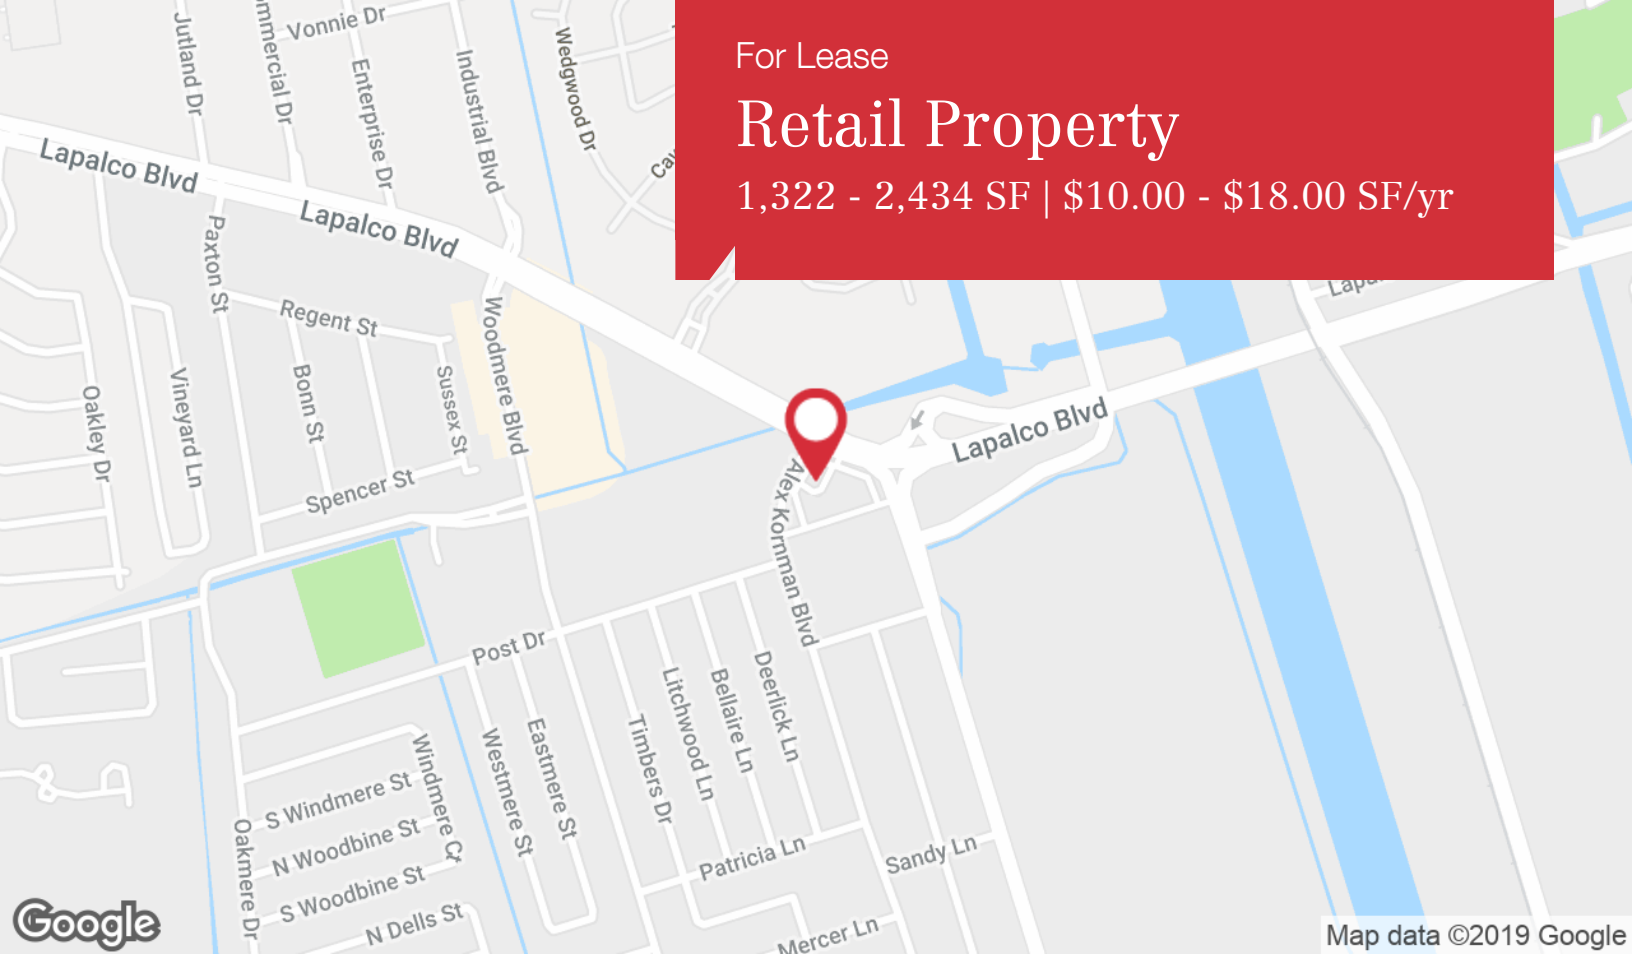 For Lease
Retail Property
1,322 - 2,434 SF | $10.00 - $18.00 SF/yr
Jutland Dr
Vonnie Dr
Enterprise Dr
Industrial Blvd
Wedgwood Dr
Lapalco Blvd
Lapalco Blvd
Paxton St
Regent St
Woodmere Blvd
Bonn St
Sussex St
Vineyard Ln
Oakley Dr
Spencer St
Lapalco Blvd
Alex Kornman Blvd
Post Dr
Deerlick Ln
Bellaire Ln
Litchwood Ln
Timbers Dr
Eastmere St
Westmere St
Windmere Ct
S Windmere St
N Woodbine St
S Woodbine St
N Dells St
Oakmere Dr
Patricia Ln
Sandy Ln
Mercer Ln
Google
Map data ©2019 Google